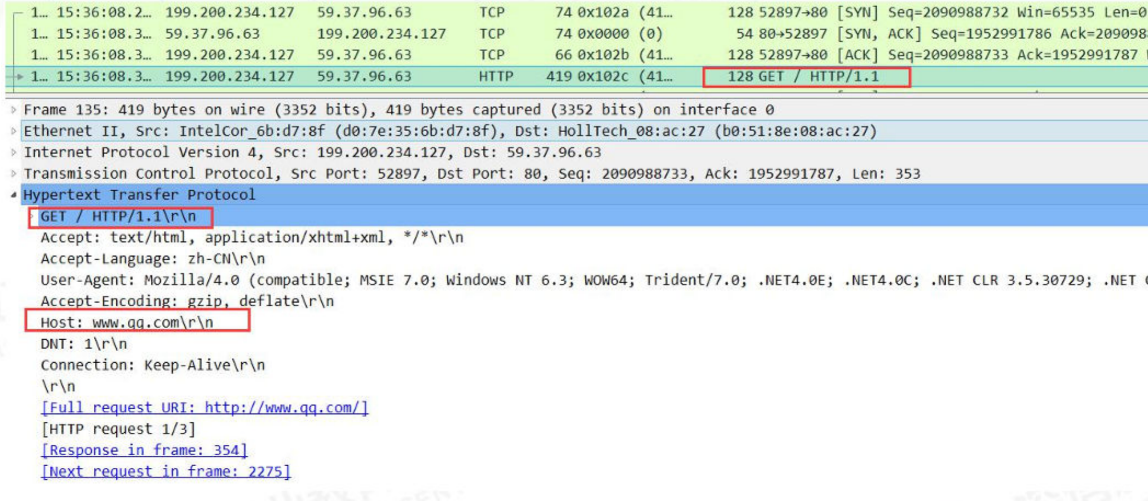 1… 15:36:08.2… 199.200.234.127 59.37.96.63 TCP 74 0x102a (41… 128 52897→80 [SYN] Seq=2090988732 Win=65535 Len=0
1… 15:36:08.3… 59.37.96.63 199.200.234.127 TCP 74 0x0000 (0) 54 80→52897 [SYN, ACK] Seq=1952991786 Ack=209098
1… 15:36:08.3… 199.200.234.127 59.37.96.63 TCP 66 0x102b (41… 128 52897→80 [ACK] Seq=2090988733 Ack=1952991787
1… 15:36:08.3… 199.200.234.127 59.37.96.63 HTTP 419 0x102c (41… 128 GET / HTTP/1.1
Frame 135: 419 bytes on wire (3352 bits), 419 bytes captured (3352 bits) on interface 0
Ethernet II, Src: IntelCor_6b:d7:8f (d0:7e:35:6b:d7:8f), Dst: HollTech_08:ac:27 (b0:51:8e:08:ac:27)
Internet Protocol Version 4, Src: 199.200.234.127, Dst: 59.37.96.63
Transmission Control Protocol, Src Port: 52897, Dst Port: 80, Seq: 2090988733, Ack: 1952991787, Len: 353
Hypertext Transfer Protocol
GET / HTTP/1.1\r\n
Accept: text/html, application/xhtml+xml, */*\r\n
Accept-Language: zh-CN\r\n
User-Agent: Mozilla/4.0 (compatible; MSIE 7.0; Windows NT 6.3; WOW64; Trident/7.0; .NET4.0E; .NET4.0C; .NET CLR 3.5.30729; .NET
Accept-Encoding: gzip, deflate\r\n
Host: www.qq.com\r\n
DNT: 1\r\n
Connection: Keep-Alive\r\n
\r\n
[Full request URI: http://www.qq.com/]
[HTTP request 1/3]
[Response in frame: 354]
[Next request in frame: 2275]